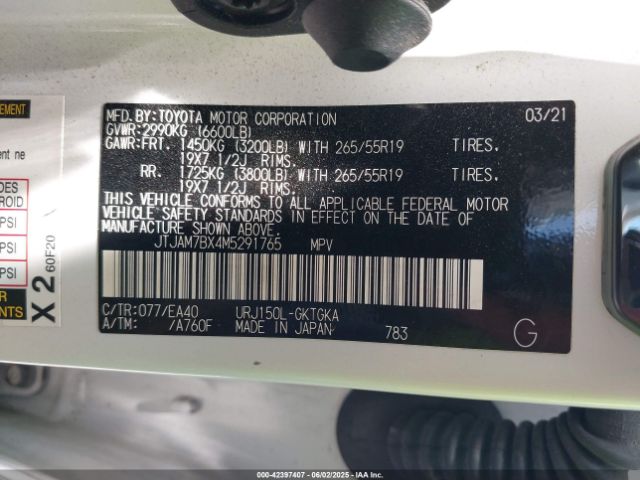 MFD.BY:TOYOTA MOTOR CORPORATION 03/21
GVWR:2990KG (6600LB)
GAWR:FRT. 1450KG (3200LB) WITH 265/55R19 TIRES.
19X7 1/2J RIMS.
RR. 1725KG (3800LB) WITH 265/55R19 TIRES.
19X7 1/2J RIMS.
THIS VEHICLE CONFORMS TO ALL APPLICABLE FEDERAL MOTOR
VEHICLE SAFETY STANDARDS IN EFFECT ON THE DATE OF
MANUFACTURE SHOWN ABOVE.
JTJAM7BX4M5291765 MPV
C/TR:077/EA40 URJ150L-GKTGKA
A/TM: /A760F MADE IN JAPAN 783 G
PSI
PSI
PSI
X2 60F20
00-42397407 | 06/02/2025 | IAA Inc.